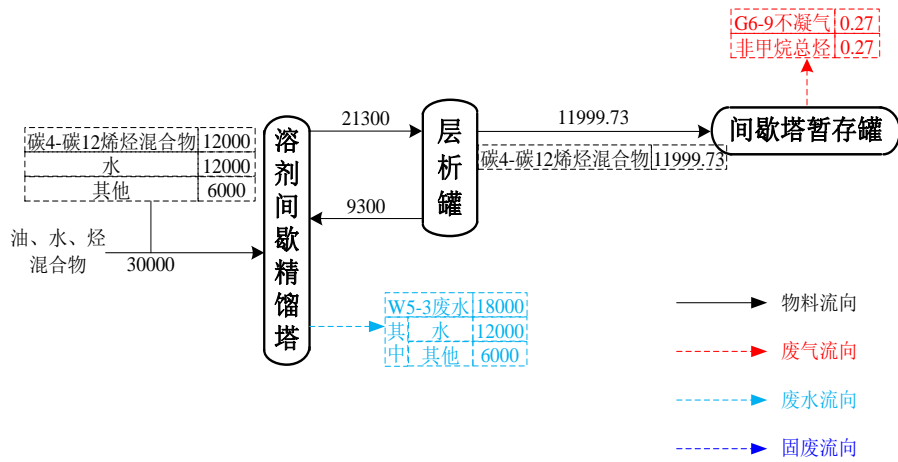 G6-9不凝气 0.27
非甲烷总烃 0.27
碳4-碳12烯烃混合物 12000
水 12000
其他 6000
油、水、烃
混合物
30000
溶剂间歇精馏塔
21300
9300
层析罐
11999.73
碳4-碳12烯烃混合物 11999.73
间歇塔暂存罐
W5-3废水 18000
其中 水 12000
其他 6000
物料流向
废气流向
废水流向
固废流向